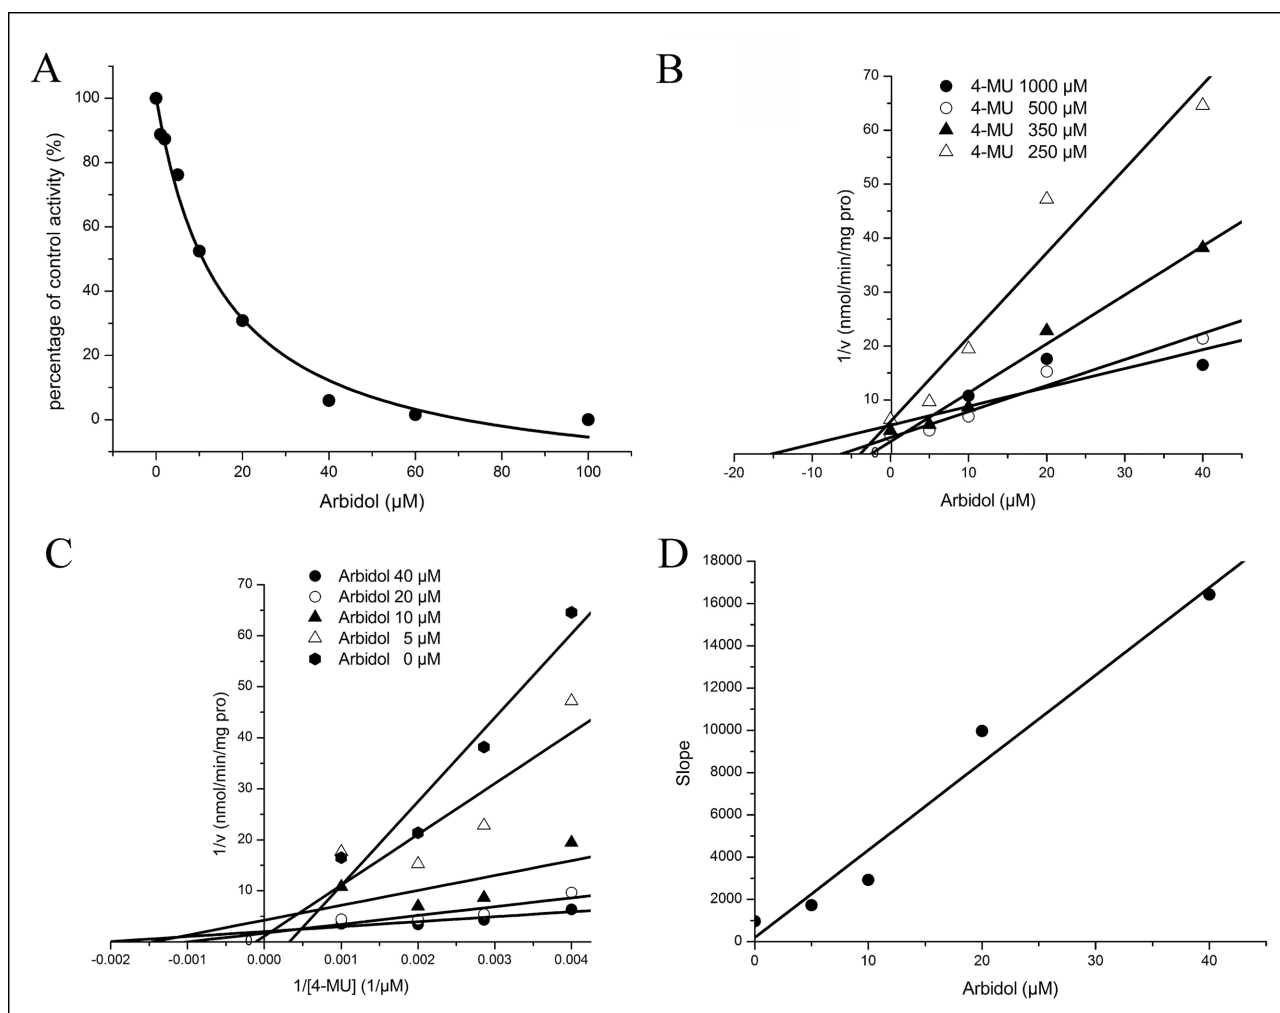 A
percentage of control activity (%)
100
80
60
40
20
0
0 20 40 60 80 100
Arbidol (µM)
B
1/v (nmol/min/mg pro)
4-MU 1000 µM
4-MU 500 µM
4-MU 350 µM
4-MU 250 µM
70
60
50
40
30
20
10
0
-20 -10 0 10 20 30 40
Arbidol (µM)
C
1/v (nmol/min/mg pro)
Arbidol 40 µM
Arbidol 20 µM
Arbidol 10 µM
Arbidol 5 µM
Arbidol 0 µM
70
60
50
40
30
20
10
0
-0.002 -0.001 0.000 0.001 0.002 0.003 0.004
1/[4-MU] (1/µM)
D
Slope
18000
16000
14000
12000
10000
8000
6000
4000
2000
0
0 10 20 30 40
Arbidol (µM)